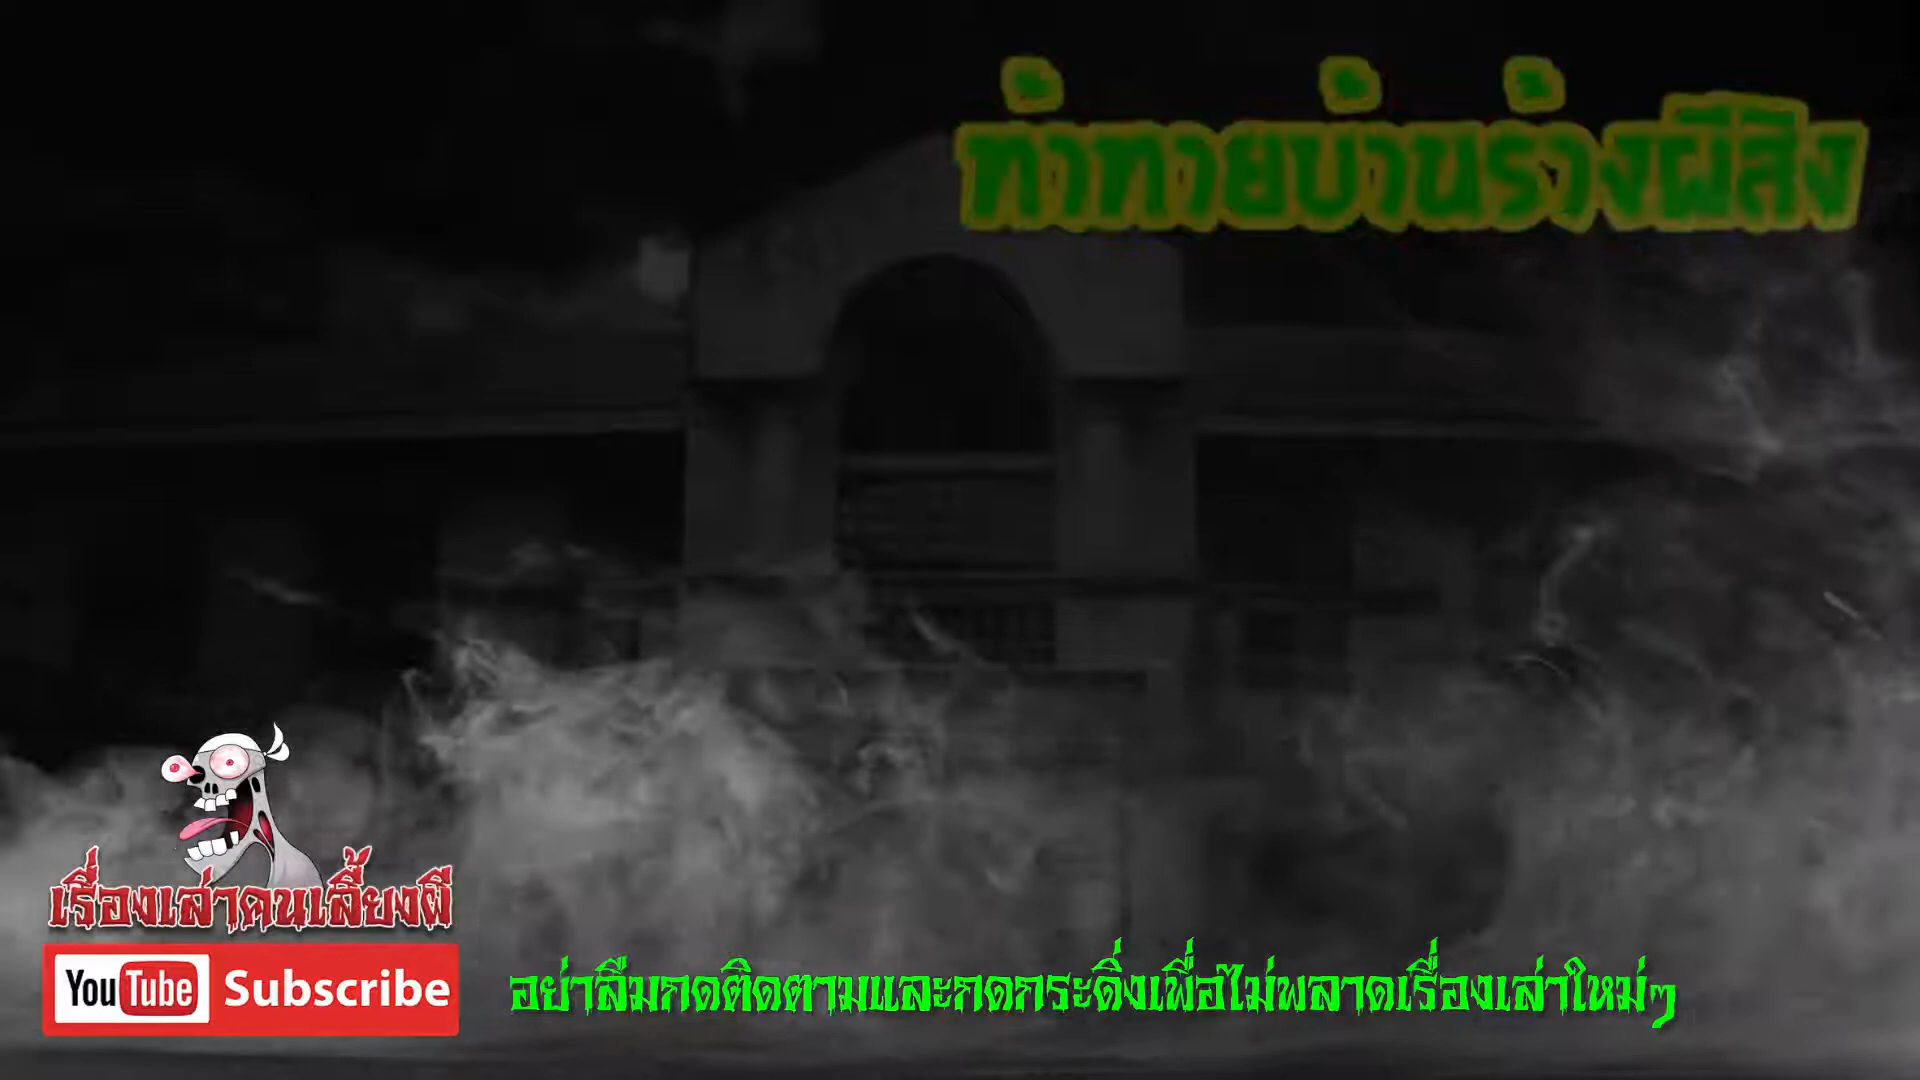 ท้าทายบ้านร้างผีสิง
เรื่องเล่าคนเลี้ยงผี
YouTube Subscribe
อย่าลืมกดติดตามและกดกระดิ่งเพื่อไม่พลาดเรื่องเล่าใหม่ๆ